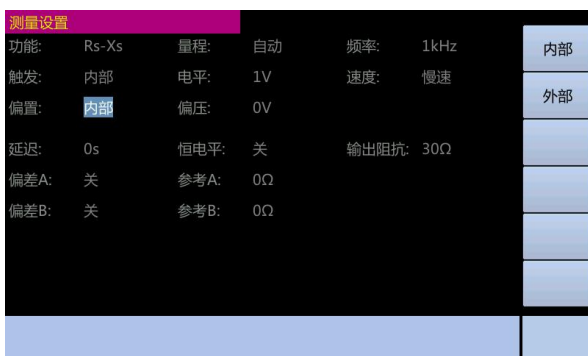 测量设置
功能: Rs-Xs 量程: 自动 频率: 1kHz
触发: 内部 电平: 1V 速度: 慢速
偏置: 内部 偏压: 0V
延迟: 0s 恒电平: 关 输出阻抗: 30Ω
偏差A: 关 参考A: 0Ω
偏差B: 关 参考B: 0Ω
内部
外部